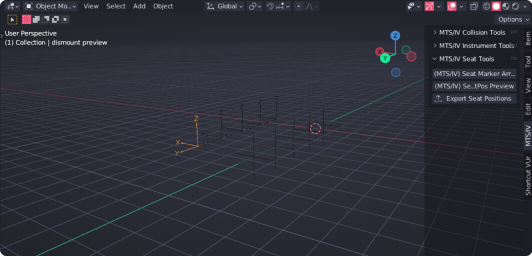 Object Mo...
View
Select
Add
Object
Global
Options
User Perspective
(1) Collection | dismount preview
Z
X
Y
Z
X
Y
MTS/IV Collision Tools
MTS/IV Instrument Tools
MTS/IV Seat Tools
(MTS/IV) Seat Marker Arr...
(MTS/IV) Se...tPos Preview
Export Seat Positions
Item
Tool
View
Edit
MTS/IV
Shortcut VUr